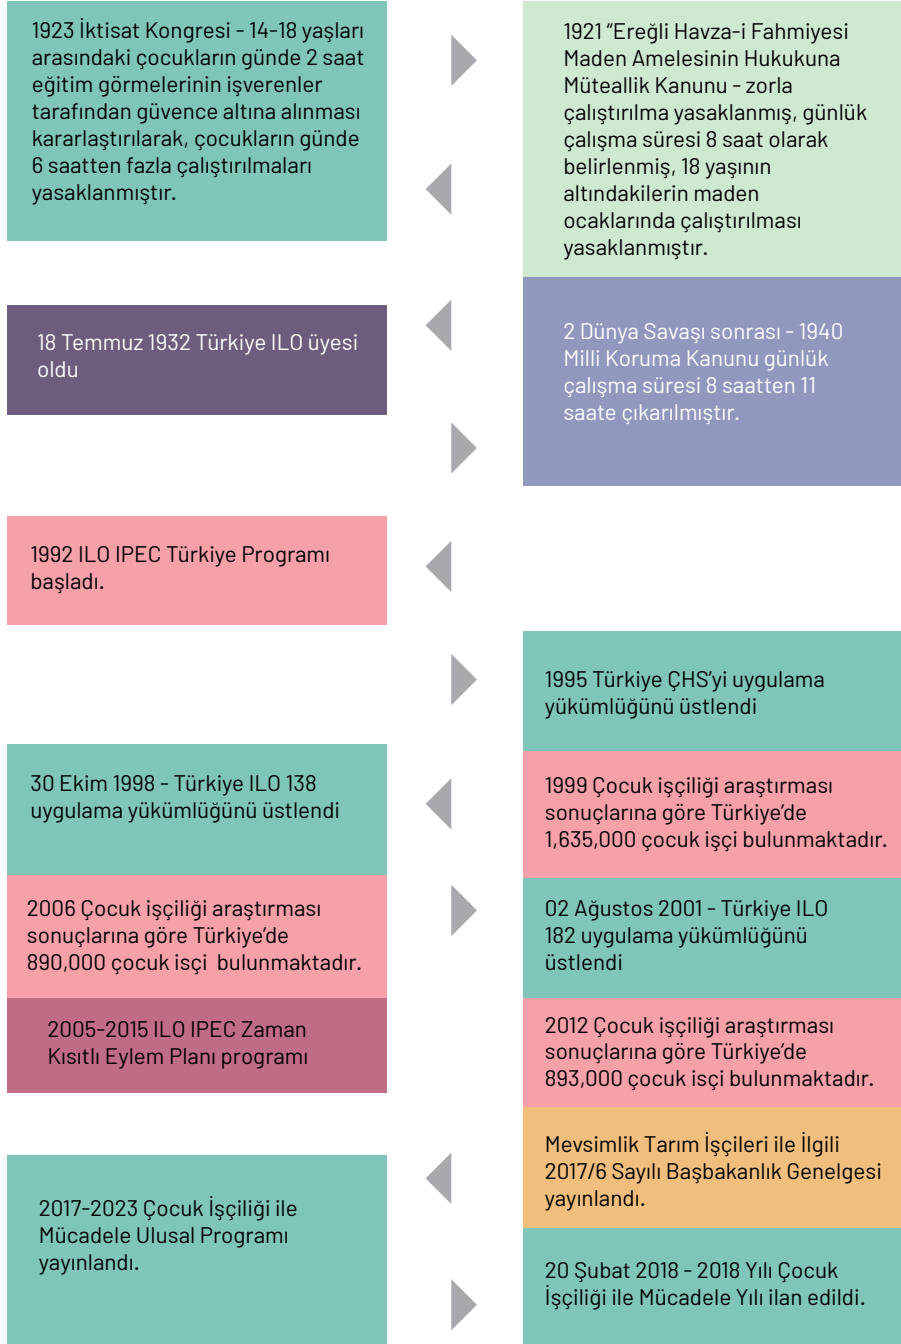 1923 İktisat Kongresi - 14-18 yaşları
arasındaki çocukların günde 2 saat
eğitim görmelerinin işverenler
tarafından güvence altına alınması
kararlaştırılarak, çocukların günde
6 saatten fazla çalıştırılmaları
yasaklanmıştır.
1921 “Ereğli Havza-i Fahmiyesi
Maden Amelesinin Hukukuna
Müteallik Kanunu - zorla
çalıştırılma yasaklanmış, günlük
çalışma süresi 8 saat olarak
belirlenmiş, 18 yaşının
altındakilerin maden
ocaklarında çalıştırılması
yasaklanmıştır.
18 Temmuz 1932 Türkiye ILO üyesi
oldu
2 Dünya Savaşı sonrası - 1940
Milli Koruma Kanunu günlük
çalışma süresi 8 saatten 11
saate çıkarılmıştır.
1992 ILO IPEC Türkiye Programı
başladı.
1995 Türkiye ÇHS’yi uygulama
yükümlüğünü üstlendi
30 Ekim 1998 - Türkiye ILO 138
uygulama yükümlüğünü üstlendi
1999 Çocuk işçiliği araştırması
sonuçlarına göre Türkiye’de
1,635,000 çocuk işçi bulunmaktadır.
2006 Çocuk işçiliği araştırması
sonuçlarına göre Türkiye’de
890,000 çocuk isçi bulunmaktadır.
02 Ağustos 2001 - Türkiye ILO
182 uygulama yükümlüğünü
üstlendi
2005-2015 ILO IPEC Zaman
Kısıtlı Eylem Planı programı
2012 Çocuk işçiliği araştırması
sonuçlarına göre Türkiye’de
893,000 çocuk isçi bulunmaktadır.
Mevsimlik Tarım İşçileri ile İlgili
2017/6 Sayılı Başbakanlık Genelgesi
yayınlandı.
2017-2023 Çocuk İşçiliği ile
Mücadele Ulusal Programı
yayınlandı.
20 Şubat 2018 - 2018 Yılı Çocuk
İşçiliği ile Mücadele Yılı ilan edildi.